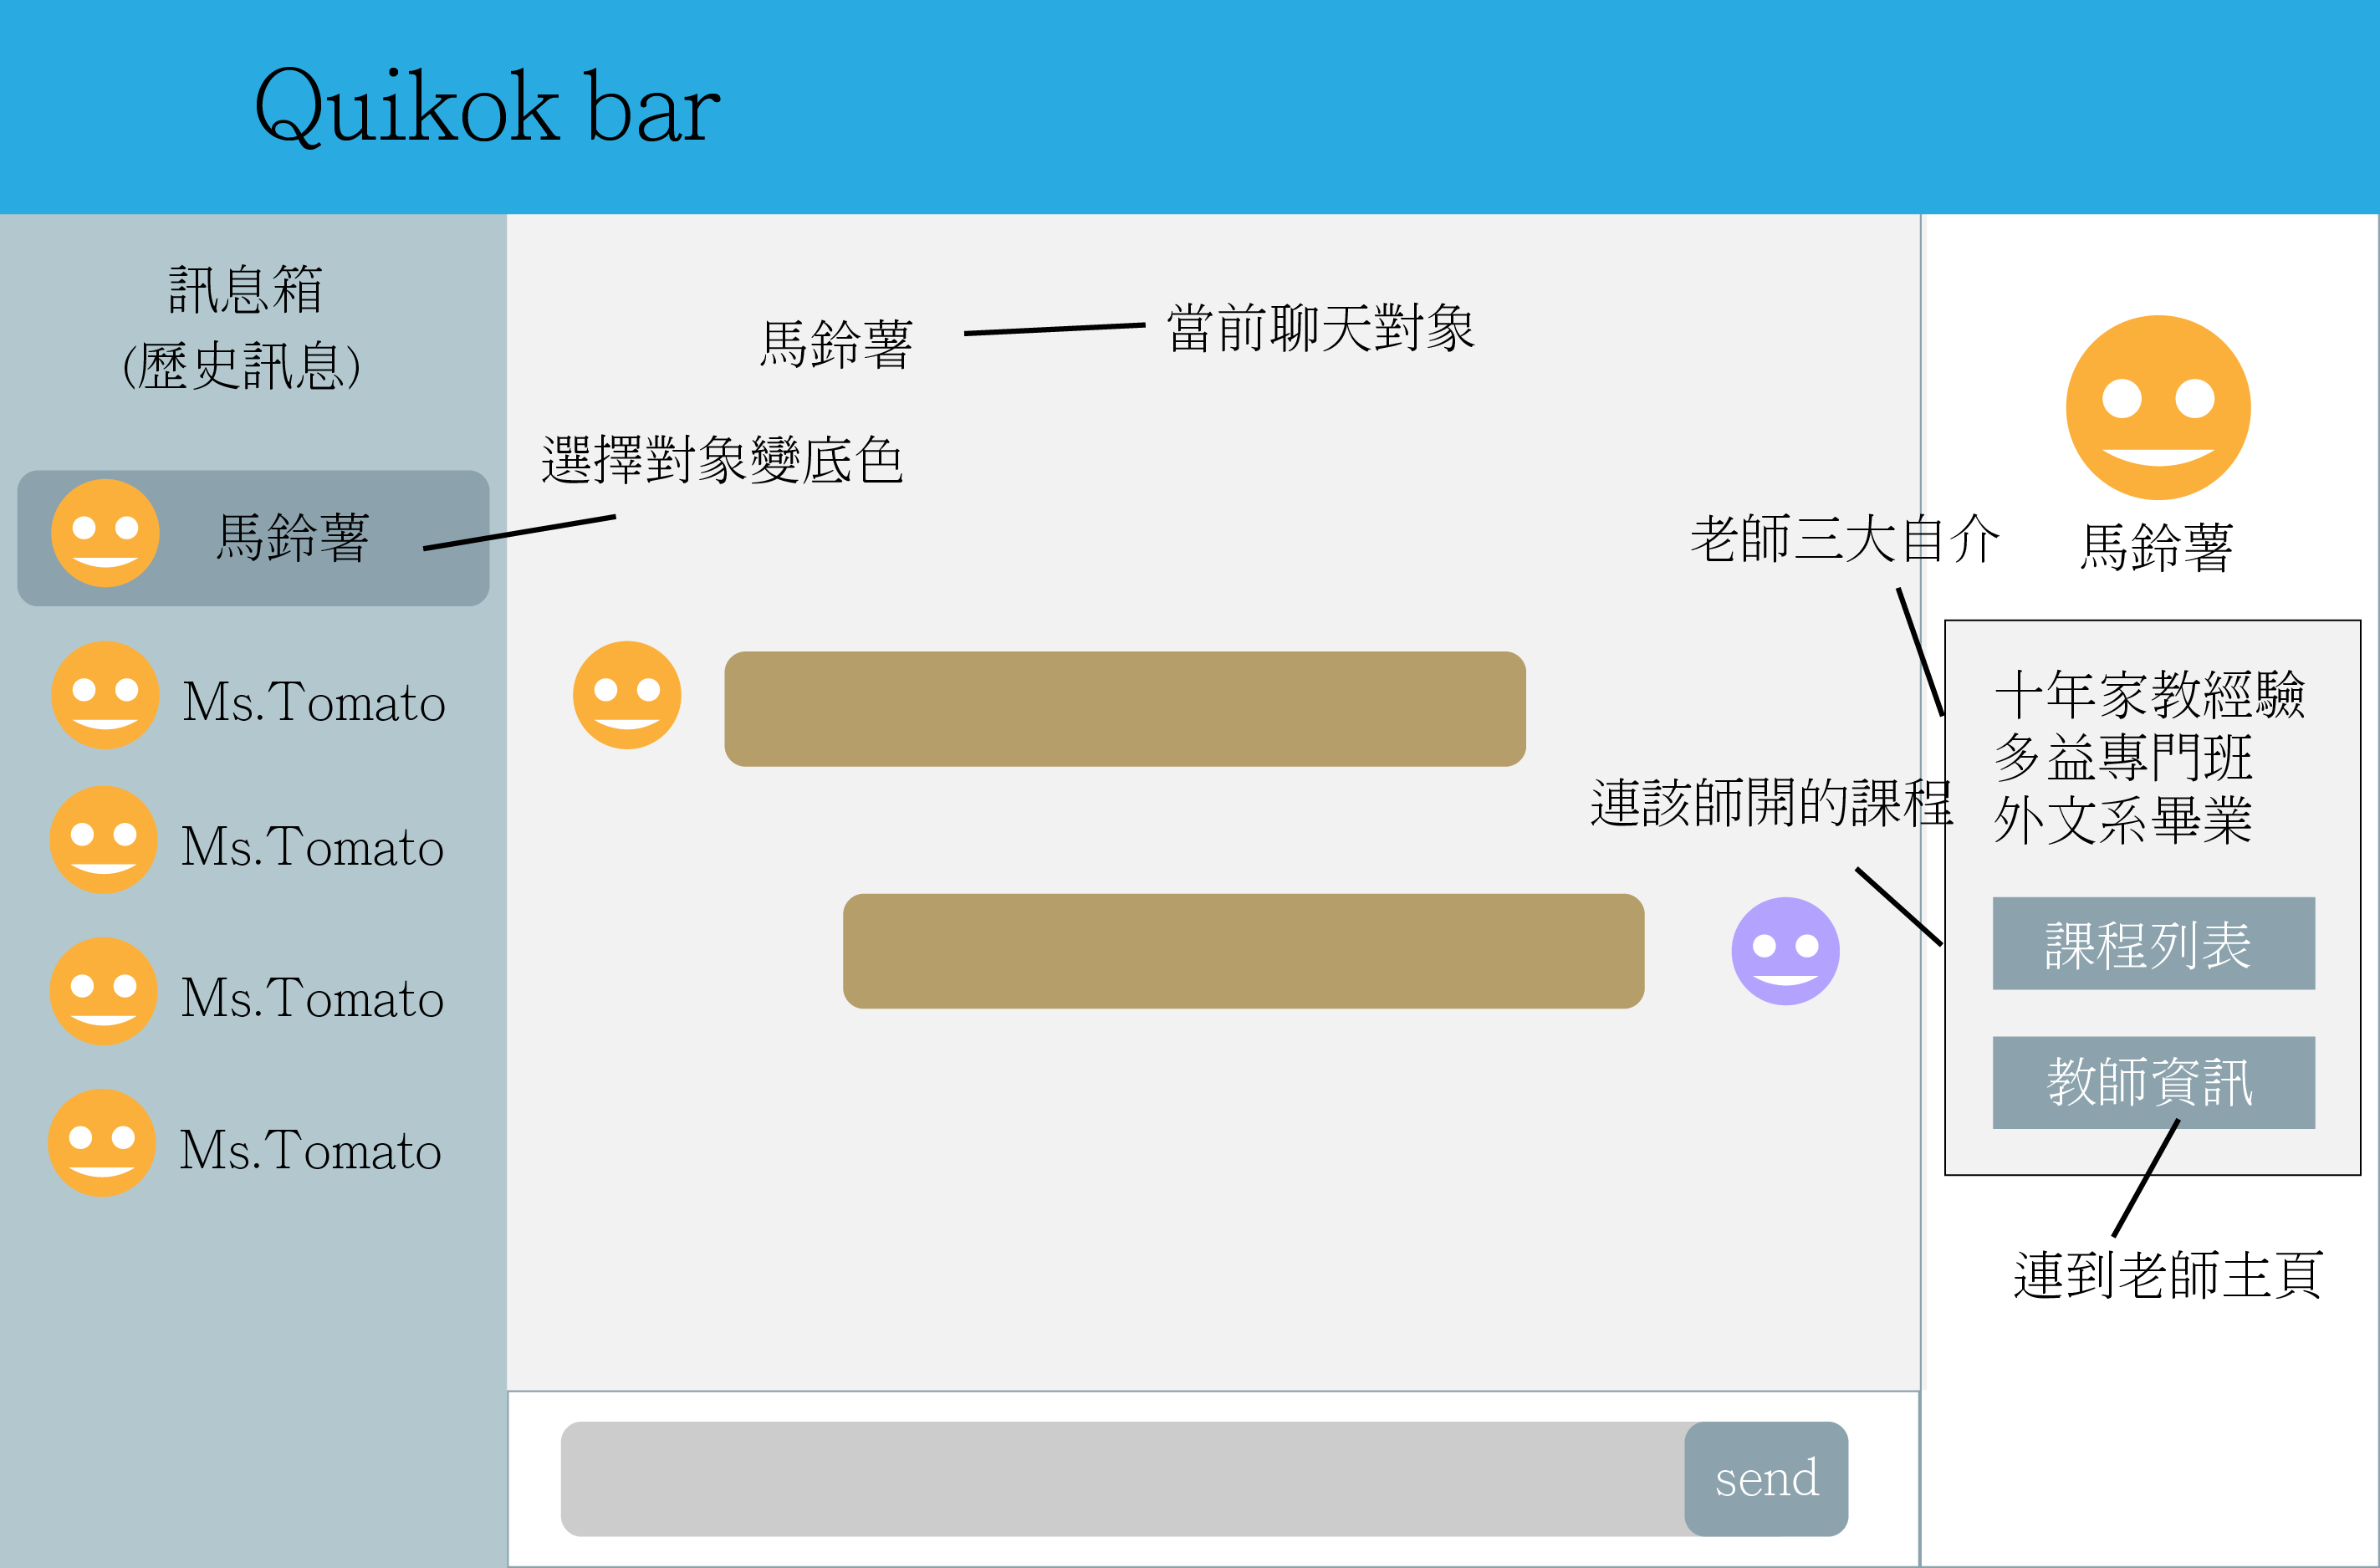 Quikok bar
訊息箱
(歷史訊息)
馬鈴薯
Ms.Tomato
Ms.Tomato
Ms.Tomato
Ms.Tomato
馬鈴薯
當前聊天對象
選擇對象變底色
老師三大自介
連該師開的課程
send
馬鈴薯
十年家教經驗
多益專門班
外文系畢業
課程列表
教師資訊
連到老師主頁